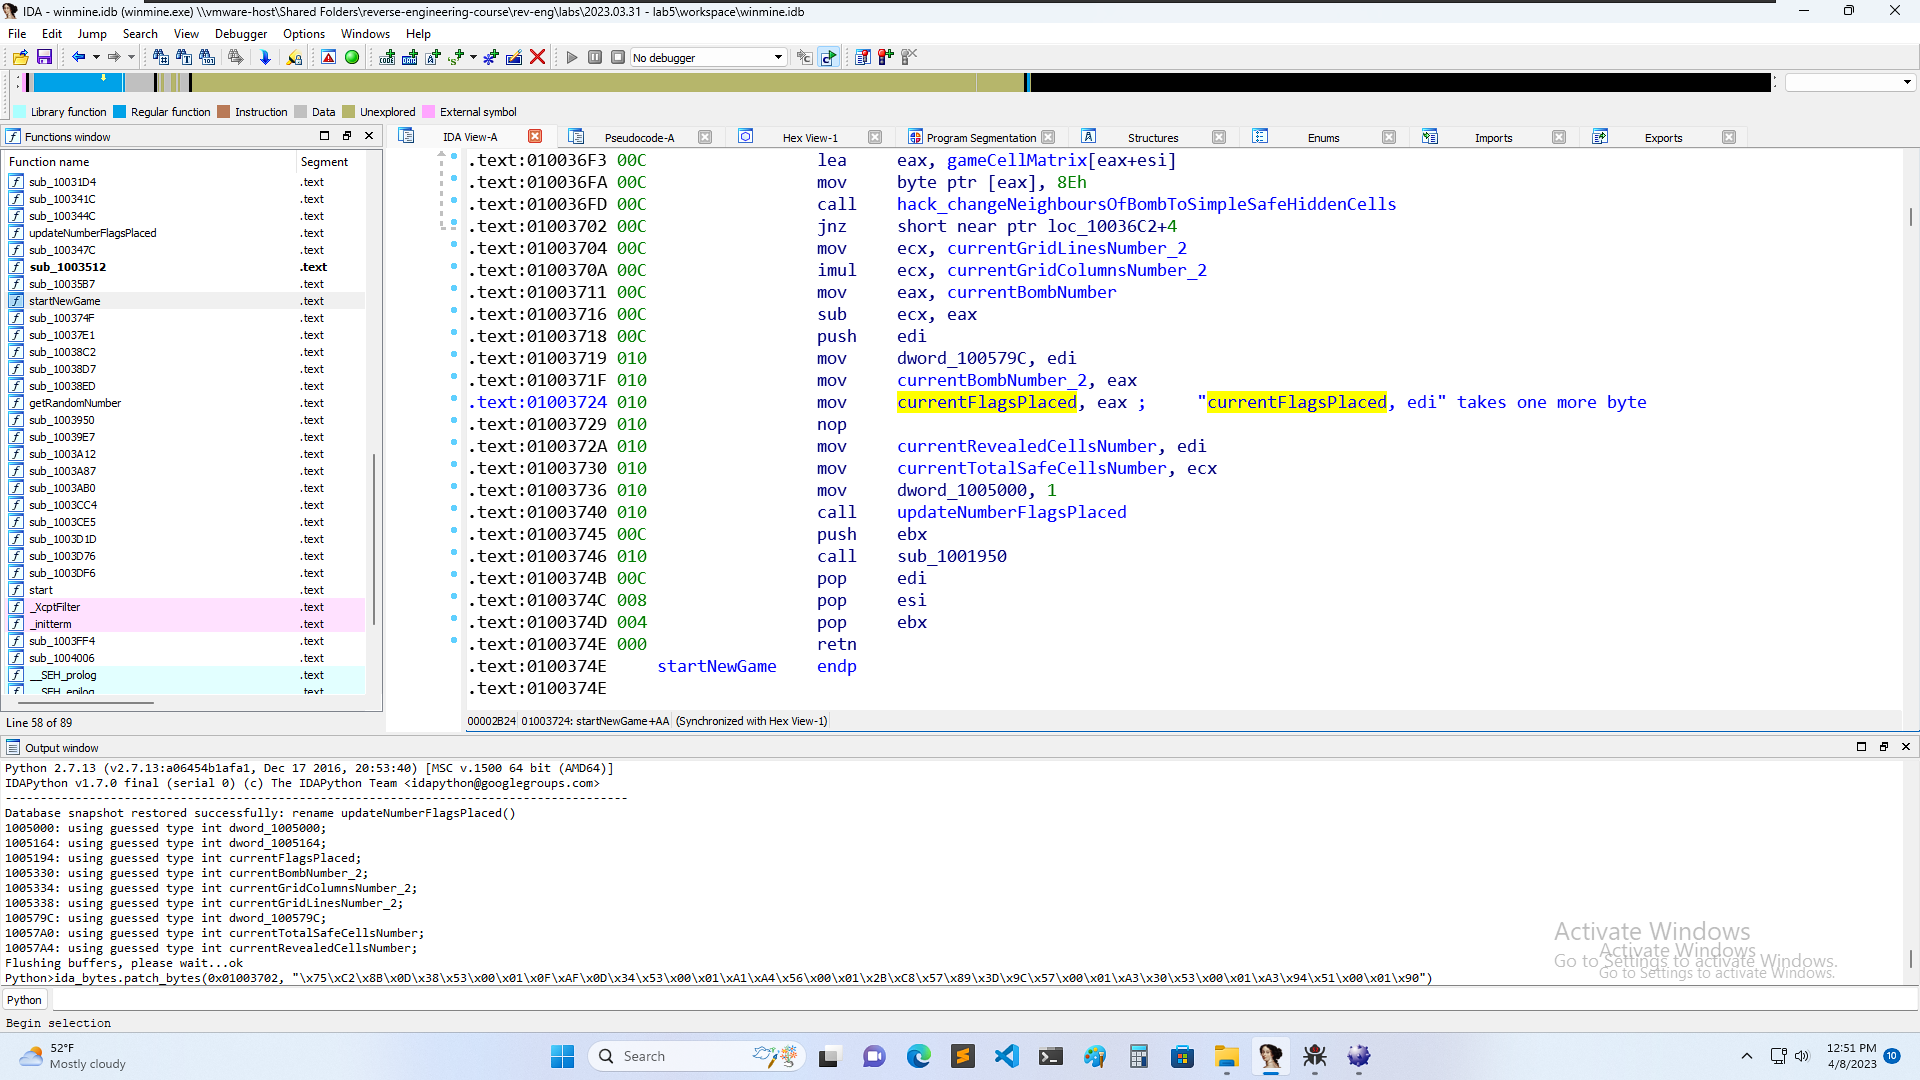 IDA - winmine.idb (winmine.exe) \\vmware-host\Shared Folders\reverse-engineering-course\rev-eng\labs\2023.03.31 - lab5\workspace\winmine.idb
File Edit Jump Search View Debugger Options Windows Help
No debugger
Library function Regular function Instruction Data Unexplored External symbol
Functions window
Function name Segment
sub_10031D4 .text
sub_100341C .text
sub_100344C .text
updateNumberFlagsPlaced .text
sub_100347C .text
sub_1003512 .text
sub_10035B7 .text
startNewGame .text
sub_100374F .text
sub_10037E1 .text
sub_10038C2 .text
sub_10038D7 .text
sub_10038ED .text
getRandomNumber .text
sub_1003950 .text
sub_10039E7 .text
sub_1003A12 .text
sub_1003A87 .text
sub_1003AB0 .text
sub_1003CC4 .text
sub_1003CE5 .text
sub_1003D1D .text
sub_1003D76 .text
sub_1003DF6 .text
start .text
_XcptFilter .text
_initterm .text
sub_1003FF4 .text
sub_1004006 .text
__SEH_prolog .text
__SEH_epilog .text
Line 58 of 89
IDA View-A Pseudocode-A Hex View-1 Program Segmentation Structures Enums Imports Exports
.text:010036F3 00C lea eax, gameCellMatrix[eax+esi]
.text:010036FA 00C mov byte ptr [eax], 8Eh
.text:010036FD 00C call hack_changeNeighboursOfBombToSimpleSafeHiddenCells
.text:01003702 00C jnz short near ptr loc_10036C2+4
.text:01003704 00C mov ecx, currentGridLinesNumber_2
.text:0100370A 00C imul ecx, currentGridColumnsNumber_2
.text:01003711 00C mov eax, currentBombNumber
.text:01003716 00C sub ecx, eax
.text:01003718 00C push edi
.text:01003719 010 mov dword_100579C, edi
.text:0100371F 010 mov currentBombNumber_2, eax
.text:01003724 010 mov currentFlagsPlaced, eax ; "currentFlagsPlaced, edi" takes one more byte
.text:01003729 010 nop
.text:0100372A 010 mov currentRevealedCellsNumber, edi
.text:01003730 010 mov currentTotalSafeCellsNumber, ecx
.text:01003736 010 mov dword_1005000, 1
.text:01003740 010 call updateNumberFlagsPlaced
.text:01003745 00C push ebx
.text:01003746 010 call sub_1001950
.text:0100374B 00C pop edi
.text:0100374C 008 pop esi
.text:0100374D 004 pop ebx
.text:0100374E 000 retn
.text:0100374E startNewGame endp
.text:0100374E
00002B24 01003724: startNewGame+AA (Synchronized with Hex View-1)
Output window
Python 2.7.13 (v2.7.13:a06454b1afa1, Dec 17 2016, 20:53:40) [MSC v.1500 64 bit (AMD64)]
IDAPython v1.7.0 final (serial 0) (c) The IDAPython Team <idapython@googlegroups.com>
------------------------------------------------------------------------------------------
Database snapshot restored successfully: rename updateNumberFlagsPlaced()
1005000: using guessed type int dword_1005000;
1005164: using guessed type int dword_1005164;
1005194: using guessed type int currentFlagsPlaced;
1005330: using guessed type int currentBombNumber_2;
1005334: using guessed type int currentGridColumnsNumber_2;
1005338: using guessed type int currentGridLinesNumber_2;
100579C: using guessed type int dword_100579C;
10057A0: using guessed type int currentTotalSafeCellsNumber;
10057A4: using guessed type int currentRevealedCellsNumber;
Flushing buffers, please wait...ok
Python>ida_bytes.patch_bytes(0x01003702, "\x75\xC2\x8B\x0D\x38\x53\x00\x01\x0F\xAF\x0D\x34\x53\x00\x01\xA1\xA4\x56\x00\x01\x2B\xC8\x57\x89\x3D\x9C\x57\x00\x01\xA3\x30\x53\x00\x01\xA3\x94\x51\x00\x01\x90")
Activate Windows
Go to Settings to activate Windows.
Activate Windows
Go to Settings to activate Windows.
Python
Begin selection
52°F
Mostly cloudy
Search
12:51 PM
4/8/2023
10